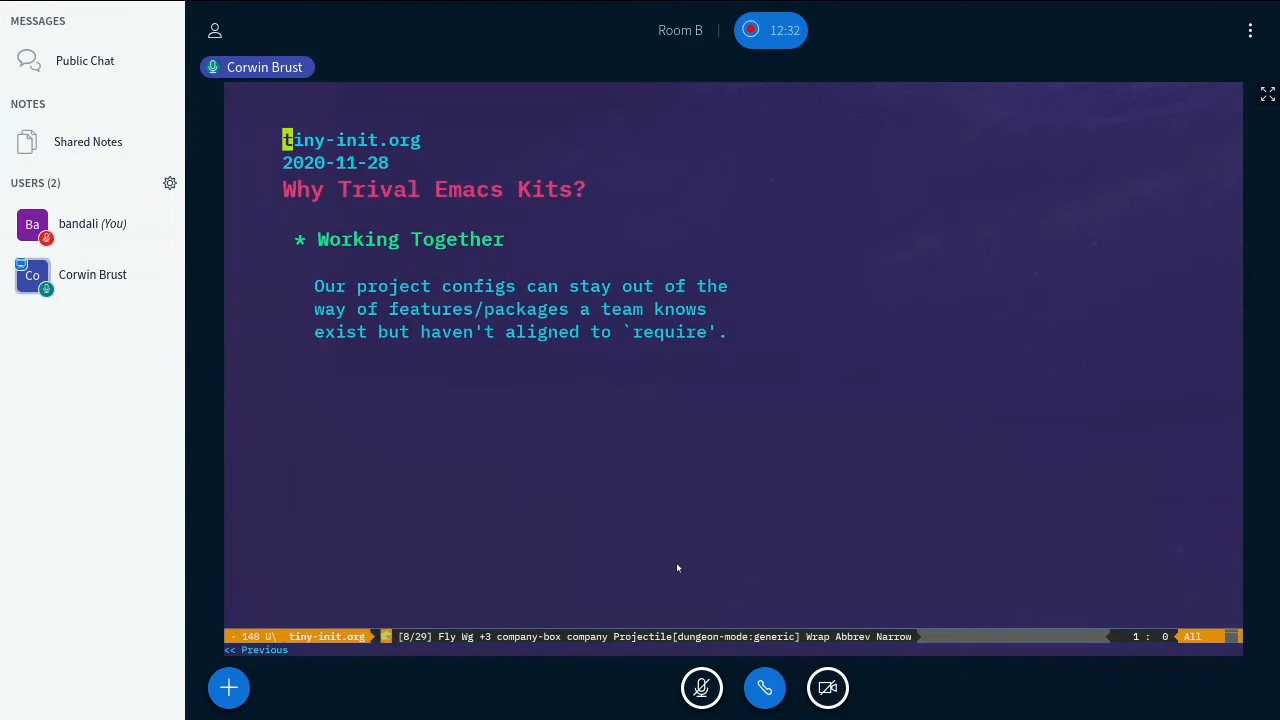 MESSAGES
Public Chat
NOTES
Shared Notes
USERS (2)
Ba
bandali (You)
Co
Corwin Brust
Room B
12:32
Corwin Brust
tiny-init.org
2020-11-28
Why Trival Emacs Kits?
* Working Together
Our project configs can stay out of the
way of features/packages a team knows
exist but haven't aligned to `require'.
- 148 U\ tiny-init.org [8/29] Fly Wg +3 company-box company Projectile[dungeon-mode:generic] Wrap Abbrev Narrow 1 : 0 All
<< Previous